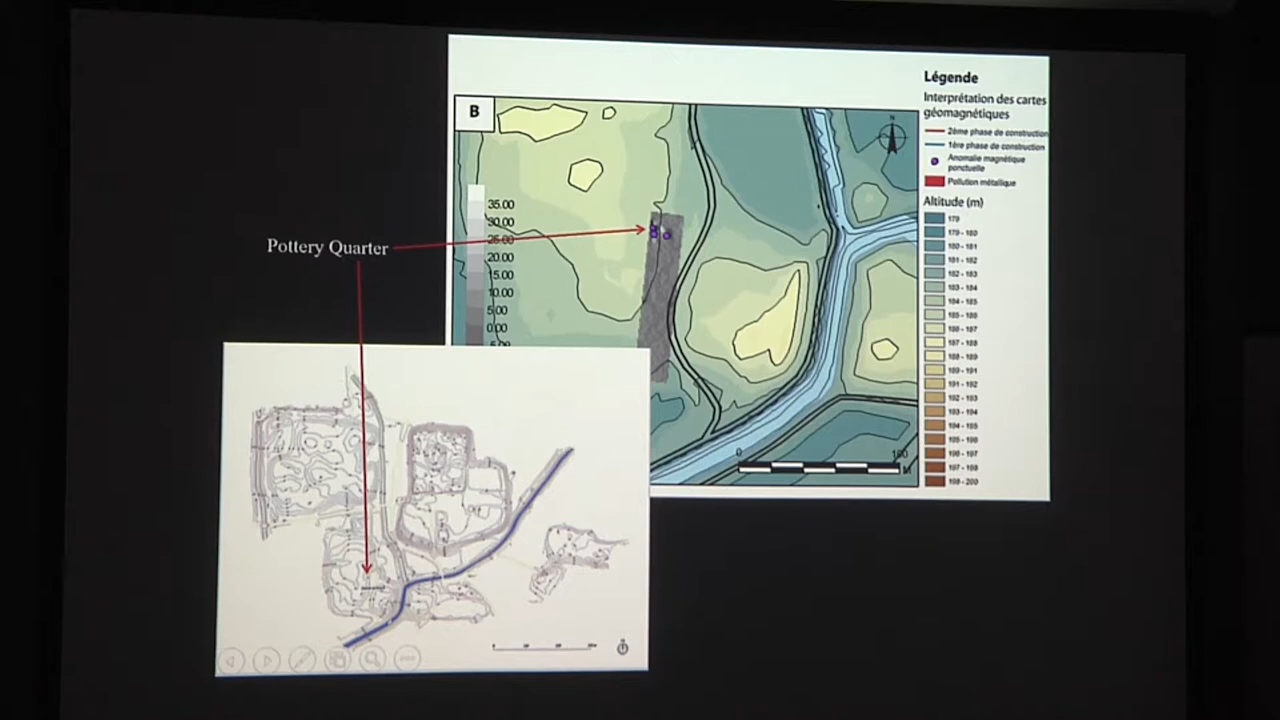 Légende
Interprétation des cartes
géomagnétiques
2ème phase de construction
1ère phase de construction
Anomalie magnétique
ponctuelle
Pollution métallique
Altitude (m)
179
179 - 180
180 - 181
181 - 182
182 - 183
183 - 184
184 - 185
185 - 186
186 - 187
187 - 188
188 - 189
189 - 191
191 - 192
192 - 193
193 - 194
194 - 195
195 - 196
196 - 197
197 - 198
198 - 200
B
N
35.00
30.00
25.00
20.00
15.00
10.00
5.00
0.00
Pottery Quarter
0